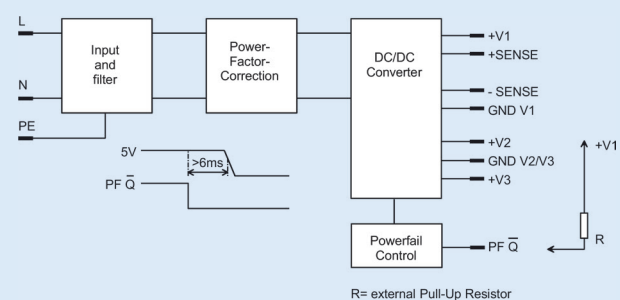 L
N
PE
Input
and
filter
Power-
Factor-
Correction
DC/DC
Converter
+V1
+SENSE
- SENSE
GND V1
+V2
GND V2/V3
+V3
5V
>6ms
PF Q̅
Powerfail
Control
PF Q̅
+V1
R
R= external Pull-Up Resistor